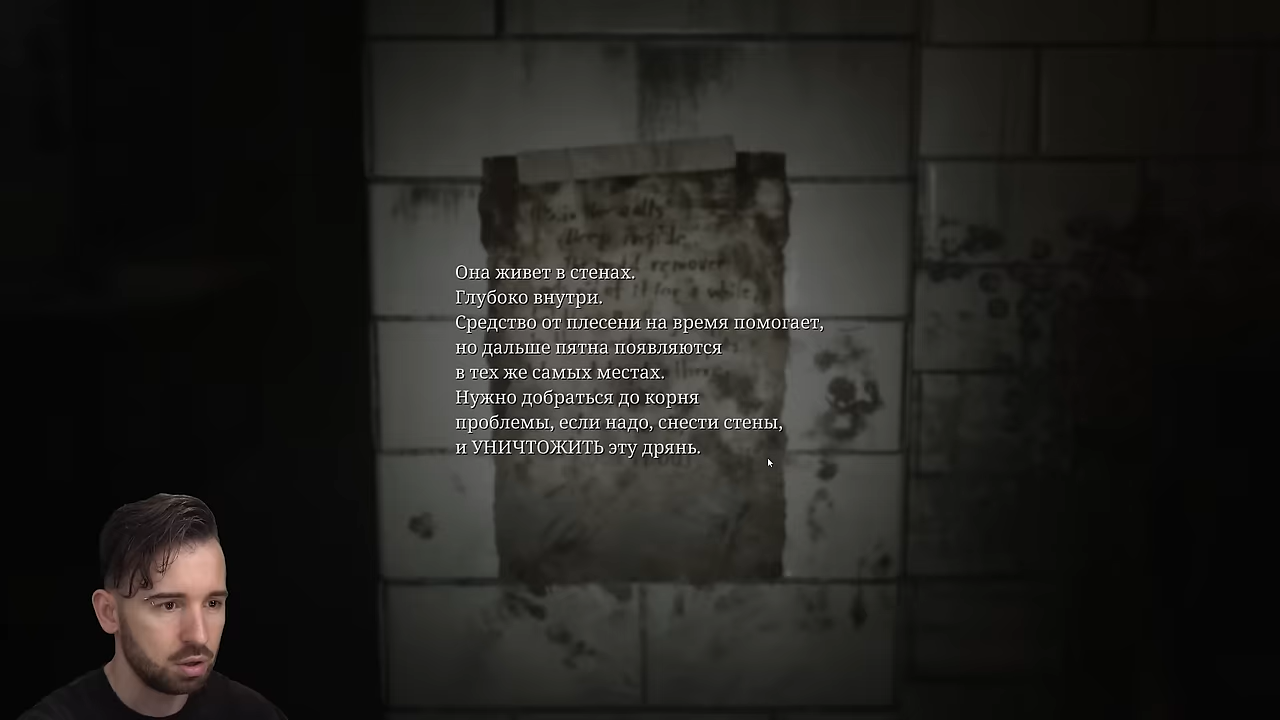 Она живет в стенах.
Глубоко внутри.
Средство от плесени на время помогает,
но дальше пятна появляются
в тех же самых местах.
Нужно добраться до корня
проблемы, если надо, снести стены,
и УНИЧТОЖИТЬ эту дрянь.